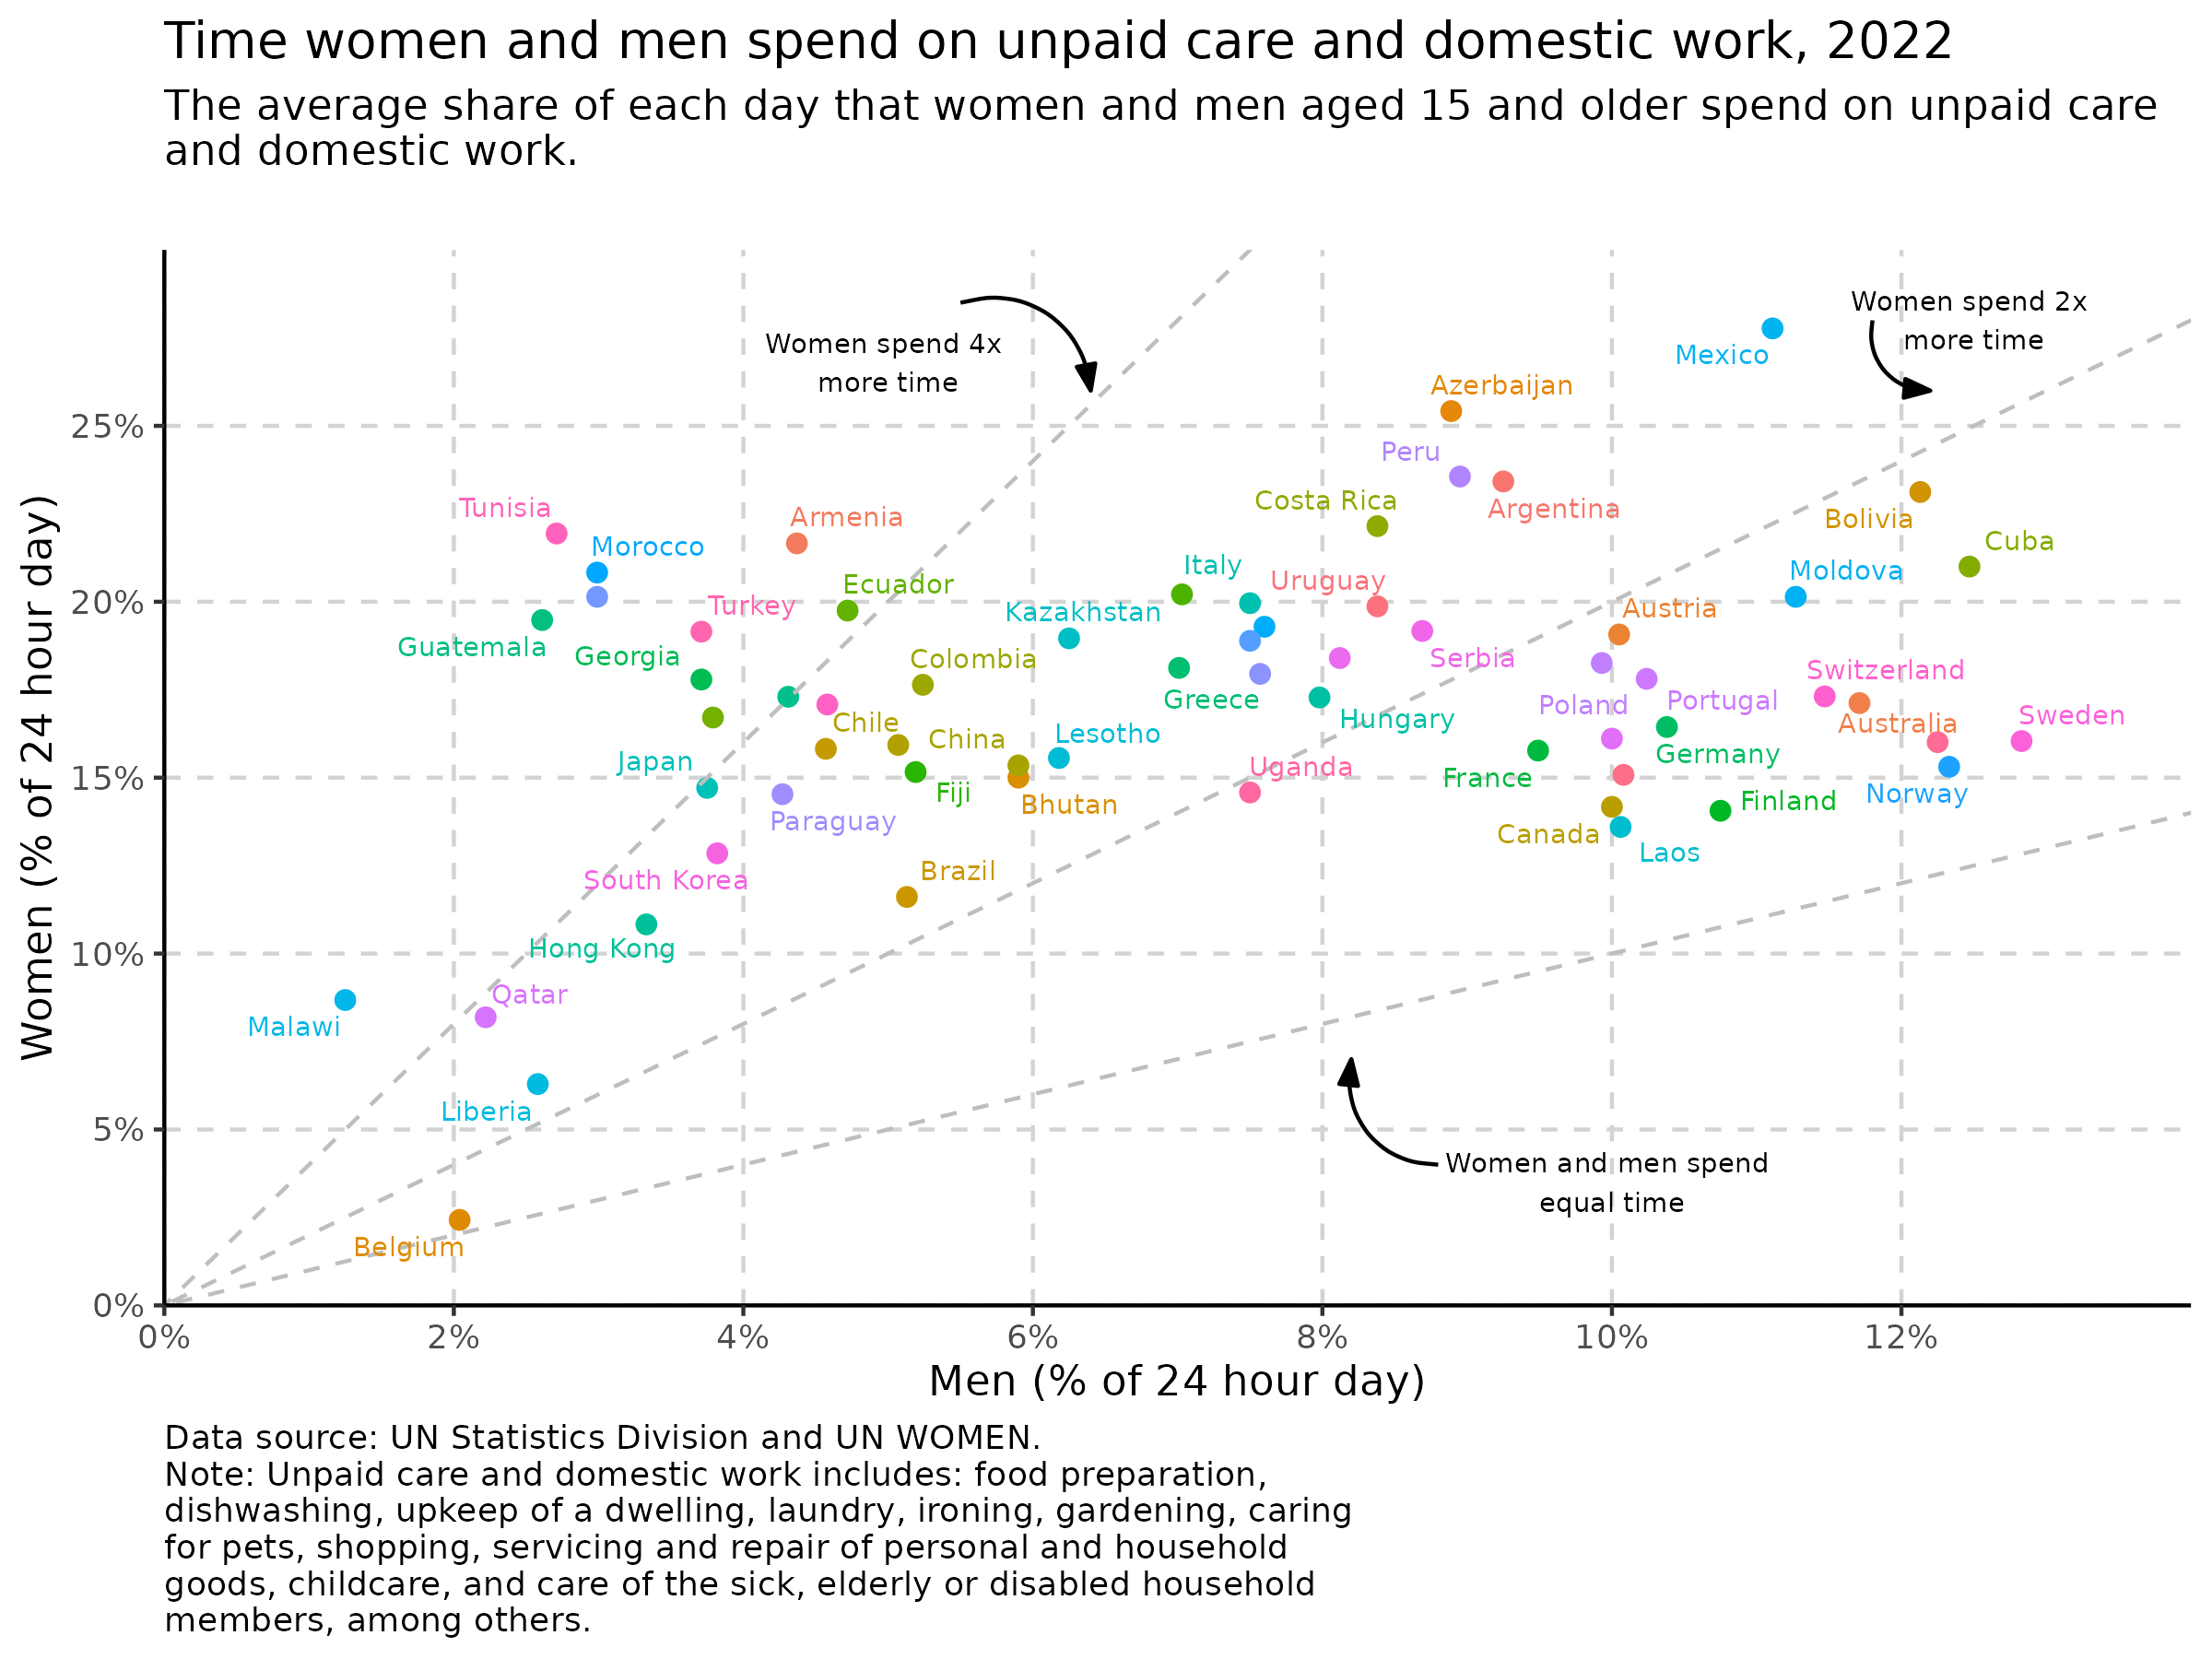 Time women and men spend on unpaid care and domestic work, 2022
The average share of each day that women and men aged 15 and older spend on unpaid care
and domestic work.
Women (% of 24 hour day)
25%
20%
15%
10%
5%
0%
Women spend 4x
more time
Women spend 2x
more time
Mexico
Azerbaijan
Peru
Argentina
Costa Rica
Bolivia
Cuba
Tunisia
Armenia
Morocco
Moldova
Italy
Uruguay
Ecuador
Turkey
Kazakhstan
Austria
Guatemala
Georgia
Colombia
Serbia
Switzerland
Greece
Poland
Portugal
Hungary
Sweden
Chile
China
Lesotho
Australia
Japan
Uganda
France
Germany
Fiji
Bhutan
Norway
Finland
Paraguay
Canada
Laos
South Korea
Brazil
Hong Kong
Qatar
Malawi
Liberia
Belgium
Women and men spend
equal time
0%
2%
4%
6%
8%
10%
12%
Men (% of 24 hour day)
Data source: UN Statistics Division and UN WOMEN.
Note: Unpaid care and domestic work includes: food preparation,
dishwashing, upkeep of a dwelling, laundry, ironing, gardening, caring
for pets, shopping, servicing and repair of personal and household
goods, childcare, and care of the sick, elderly or disabled household
members, among others.